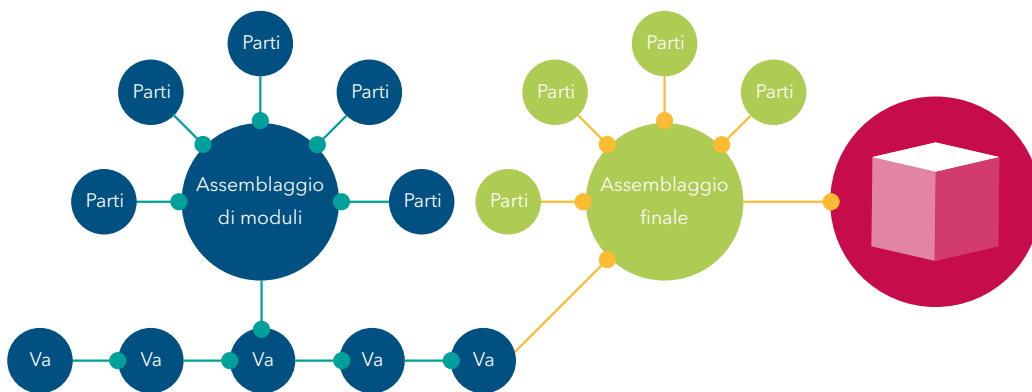 Parti
Parti
Parti
Parti
Parti
Assemblaggio
di moduli
Parti
Parti
Parti
Parti
Assemblaggio
finale
Va
Va
Va
Va
Va